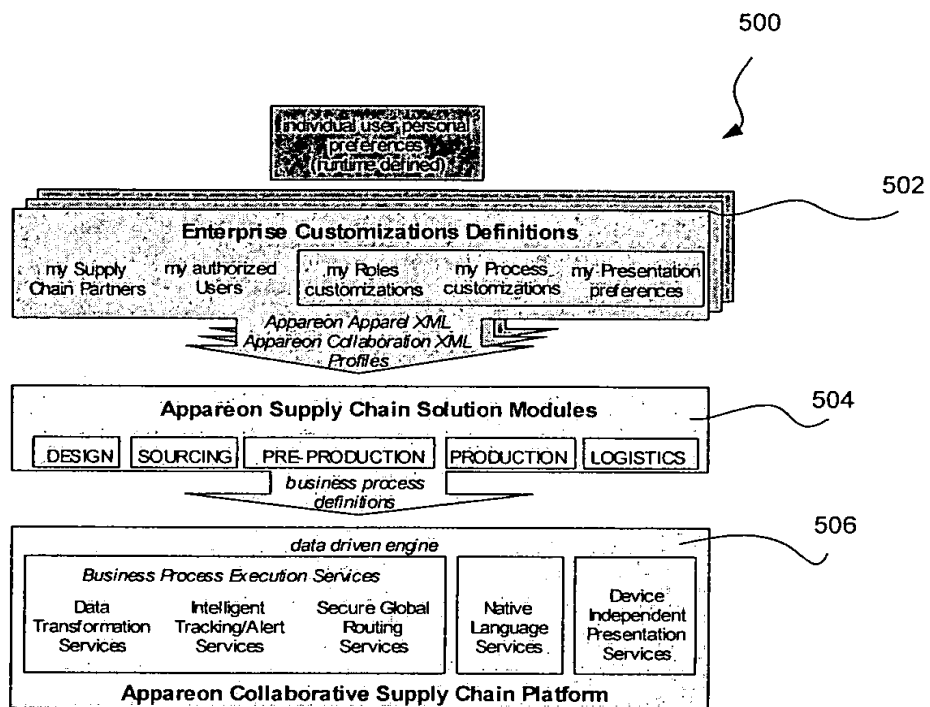 500
individual user personal
preferences
(runtime defined)
502
Enterprise Customizations Definitions
my Supply
Chain Partners
my authorized
Users
my Roles
customizations
my Process
customizations
my Presentation
preferences
Appareon Apparel XML
Appareon Collaboration XML
Profiles
504
Appareon Supply Chain Solution Modules
DESIGN
SOURCING
PRE-PRODUCTION
PRODUCTION
LOGISTICS
business process
definitions
506
data driven engine
Business Process Execution Services
Data
Transformation
Services
Intelligent
Tracking/Alert
Services
Secure Global
Routing
Services
Native
Language
Services
Device
Independent
Presentation
Services
Appareon Collaborative Supply Chain Platform